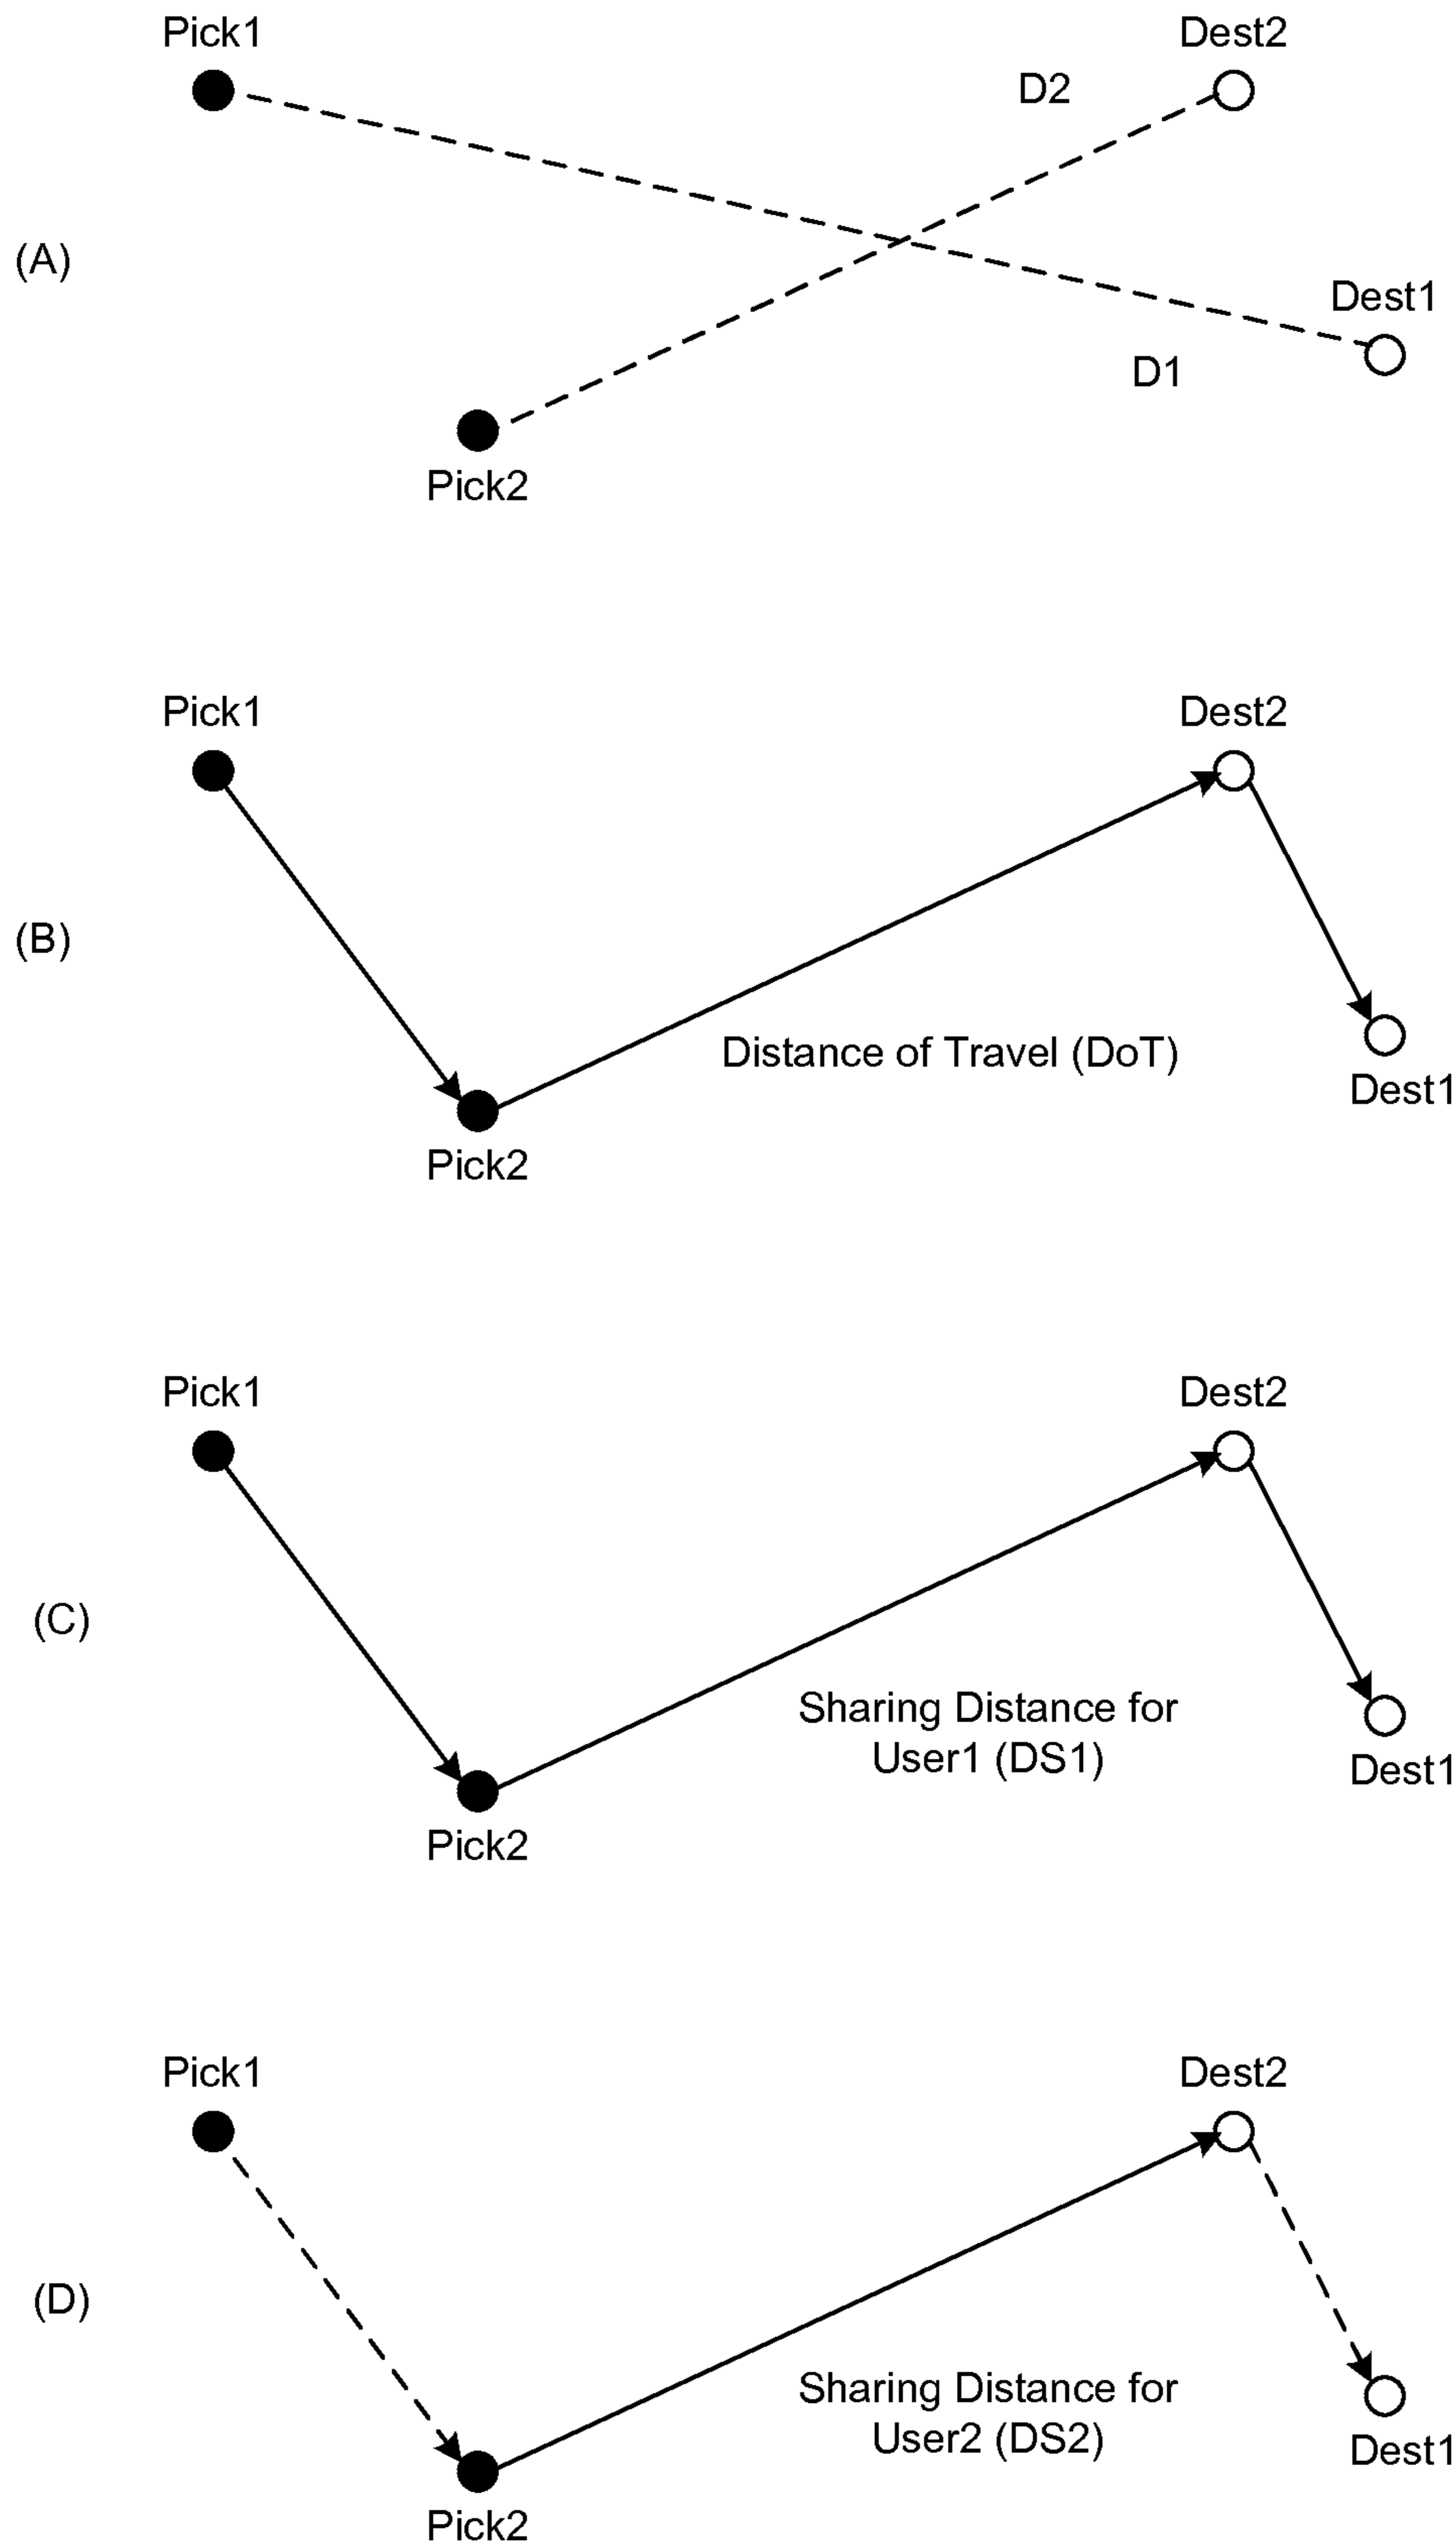 Pick1
Dest2
D2
(A)
Dest1
D1
Pick2
Pick1
Dest2
(B)
Distance of Travel (DoT)
Dest1
Pick2
Pick1
Dest2
(C)
Sharing Distance for
User1 (DS1)
Dest1
Pick2
Pick1
Dest2
(D)
Sharing Distance for
User2 (DS2)
Dest1
Pick2